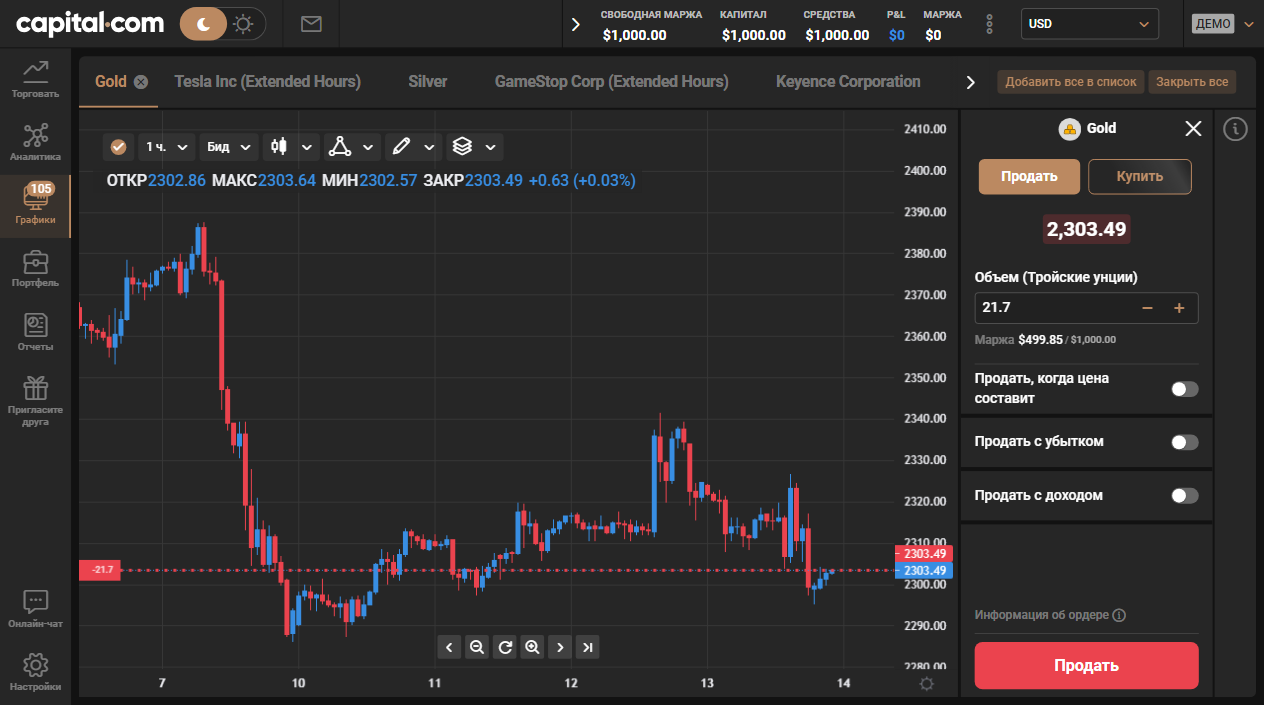 capital.com
СВОБОДНАЯ МАРЖА
$1,000.00
КАПИТАЛ
$1,000.00
СРЕДСТВА
$1,000.00
P&L
$0
МАРЖА
$0
USD
ДЕМО
Торговать
Аналитика
105
Графики
Портфель
Отчеты
Пригласите
друга
Онлайн-чат
Настройки
Gold
Tesla Inc (Extended Hours)
Silver
GameStop Corp (Extended Hours)
Keyence Corporation
Добавить все в список
Закрыть все
1 ч.
Бид
ОТКР2302.86 МАКС2303.64 МИН2302.57 ЗАКР2303.49 +0.63 (+0.03%)
2410.00
2400.00
2390.00
2380.00
2370.00
2360.00
2350.00
2340.00
2330.00
2320.00
2310.00
2303.49
2303.49
2300.00
2290.00
2280.00
-21.7
7
10
11
12
13
14
Gold
Продать
Купить
2,303.49
Объем (Тройские унции)
21.7
Маржа $499.85 / $1,000.00
Продать, когда цена
составит
Продать с убытком
Продать с доходом
Информация об ордере
Продать